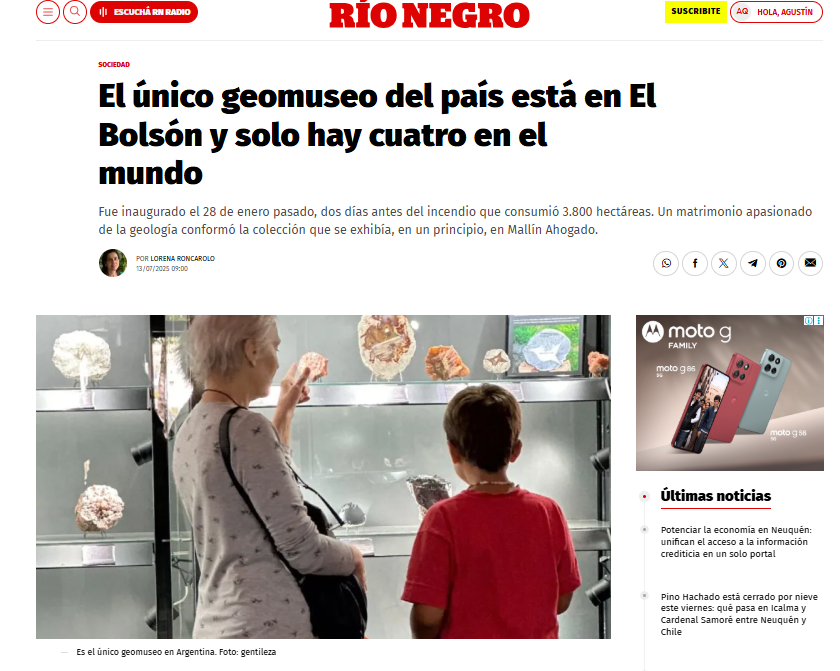 ESCUCHÁ RN RADIO
RÍO NEGRO
SUSCRIBITE
AQ
HOLA, AGUSTÍN
SOCIEDAD
El único geomuseo del país está en El
Bolsón y solo hay cuatro en el
mundo
Fue inaugurado el 28 de enero pasado, dos días antes del incendio que consumió 3.800 hectáreas. Un matrimonio apasionado
de la geología conformó la colección que se exhibía, en un principio, en Mallín Ahogado.
POR LORENA RONCAROLO
13/07/2025 09:00
moto g
FAMILY
moto g86
5G
moto g56
5G
Últimas noticias
Potenciar la economía en Neuquén:
unifican el acceso a la información
crediticia en un solo portal
Pino Hachado está cerrado por nieve
este viernes: qué pasa en Icalma y
Cardenal Samoré entre Neuquén y
Chile
Es el único geomuseo en Argentina. Foto: gentileza